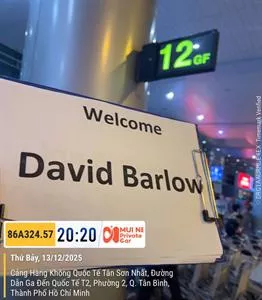 12 GF
Welcome
David Barlow
86A324.57
20:20
MUI NE
Private
Car
Thứ Bảy, 13/12/2025
Cảng Hàng Không Quốc Tế Tân Sơn Nhất, Đường
Dẫn Ga Đến Quốc Tế T2, Phường 2, Q. Tân Bình,
Thành Phố Hồ Chí Minh